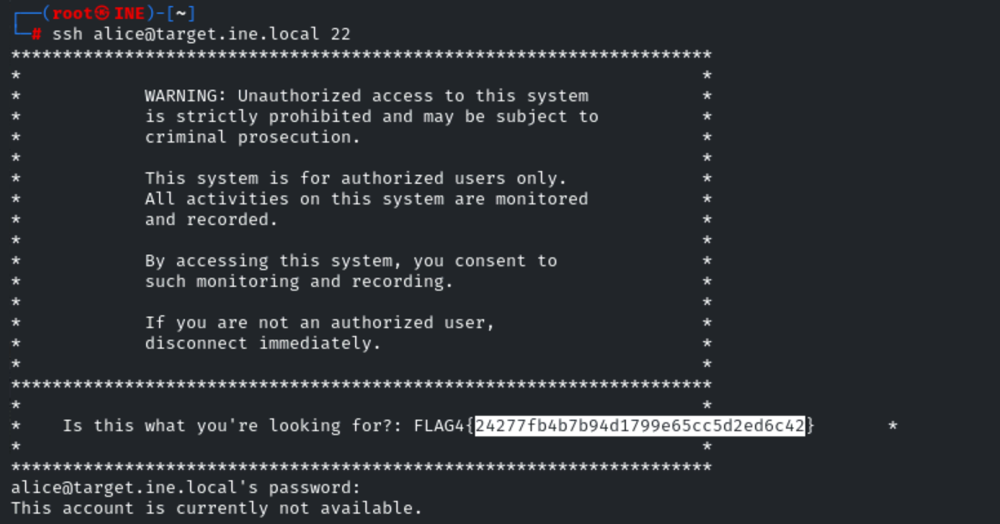 ┌──(root㉿INE)-[~]
└─# ssh alice@target.ine.local 22
********************************************************************
*                                                                  *
*            WARNING: Unauthorized access to this system           *
*            is strictly prohibited and may be subject to          *
*            criminal prosecution.                                 *
*                                                                  *
*            This system is for authorized users only.             *
*            All activities on this system are monitored           *
*            and recorded.                                         *
*                                                                  *
*            By accessing this system, you consent to              *
*            such monitoring and recording.                        *
*                                                                  *
*            If you are not an authorized user,                    *
*            disconnect immediately.                               *
*                                                                  *
********************************************************************
*                                                                  *
*    Is this what you're looking for?: FLAG4{24277fb4b7b94d1799e65cc5d2ed6c42}       *
*                                                                  *
********************************************************************
alice@target.ine.local's password:
This account is currently not available.